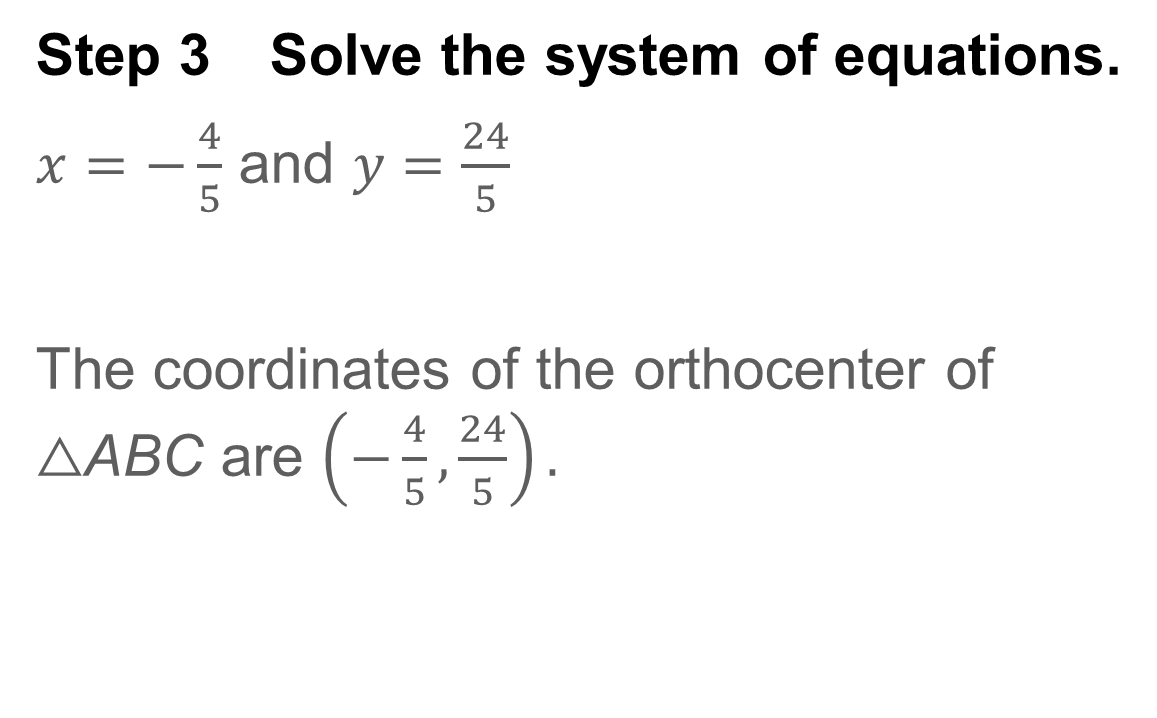 Step 3 Solve the system of equations.
x = −4/5 and y = 24/5
The coordinates of the orthocenter of
△ABC are (−4/5, 24/5).